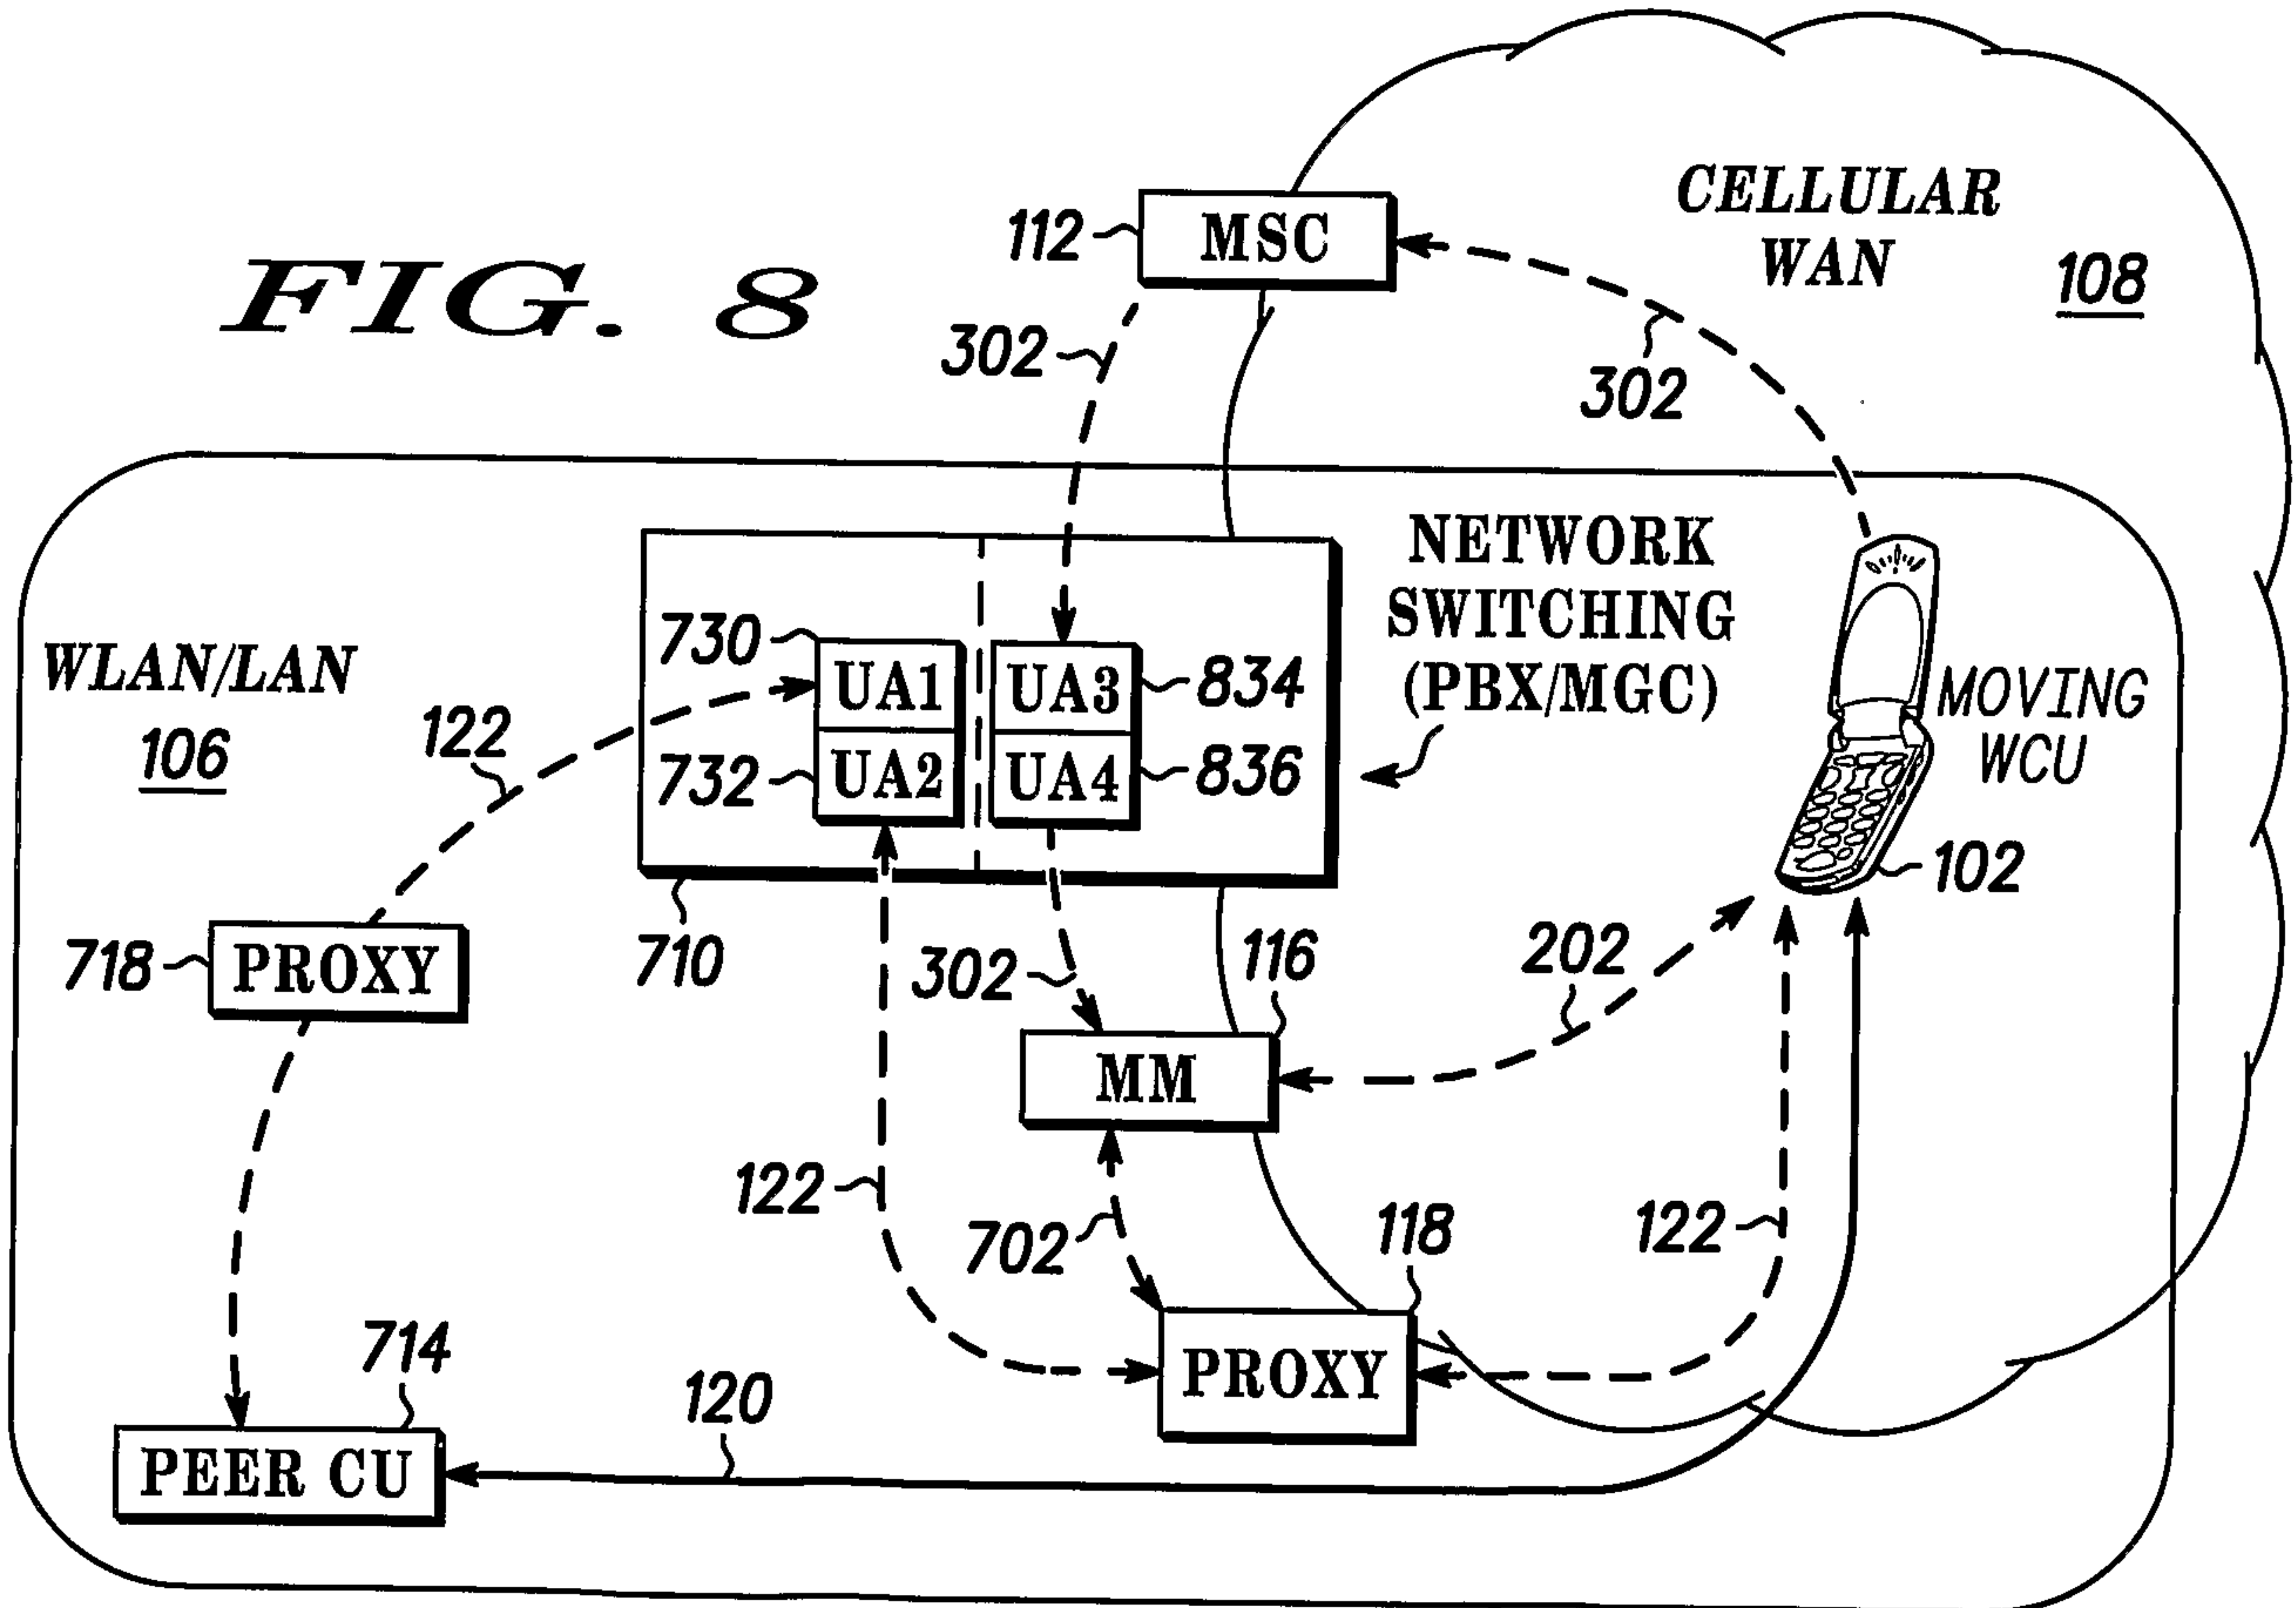 FIG. 8
CELLULAR
WAN
108
112
MSC
302
302
NETWORK
SWITCHING
(PBX/MGC)
WLAN/LAN
106
730
UA1
UA3
834
732
UA2
UA4
836
122
MOVING
WCU
102
710
718
PROXY
302
116
202
MM
122
702
118
122
PROXY
714
PEER CU
120